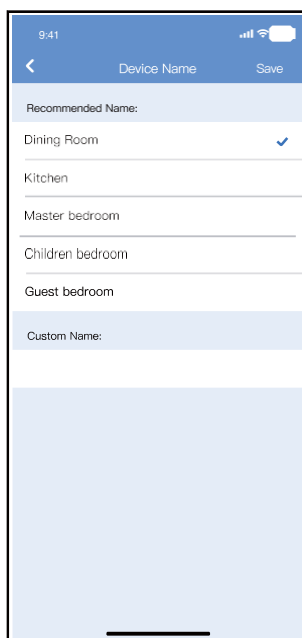 9:41
Device Name Save
Recommended Name:
Dining Room
Kitchen
Master bedroom
Children bedroom
Guest bedroom
Custom Name: